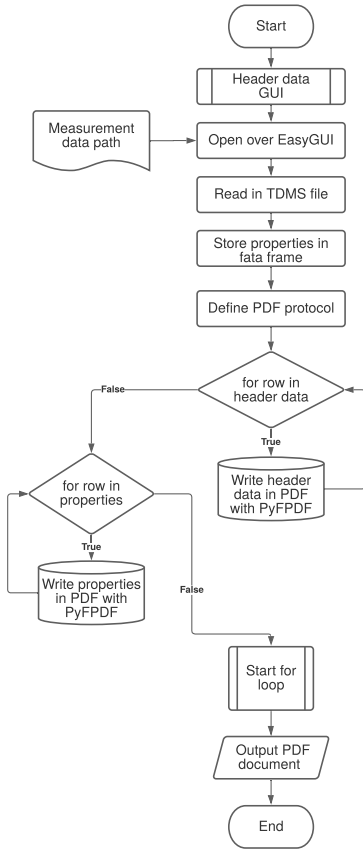 Start
Header data
GUI
Measurement
data path
Open over EasyGUI
Read in TDMS file
Store properties in
fata frame
Define PDF protocol
for row in
header data
False
True
Write header
data in PDF
with PyFPDF
for row in
properties
True
Write properties
in PDF with
PyFPDF
False
Start for
loop
Output PDF
document
End